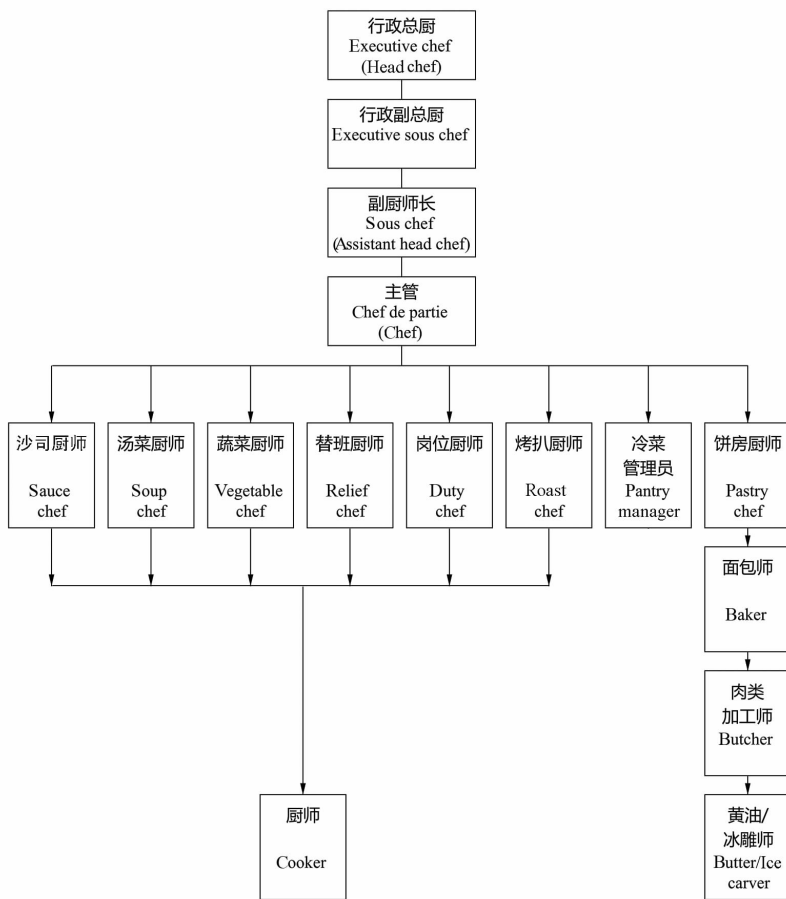 行政总厨
Executive chef
(Head chef)
行政副总厨
Executive sous chef
副厨师长
Sous chef
(Assistant head chef)
主管
Chef de partie
(Chef)
沙司厨师
Sauce
chef
汤菜厨师
Soup
chef
蔬菜厨师
Vegetable
chef
替班厨师
Relief
chef
岗位厨师
Duty
chef
烤扒厨师
Roast
chef
冷菜
管理员
Pantry
manager
饼房厨师
Pastry
chef
面包师
Baker
肉类
加工师
Butcher
厨师
Cooker
黄油/
冰雕师
Butter/Ice
carver